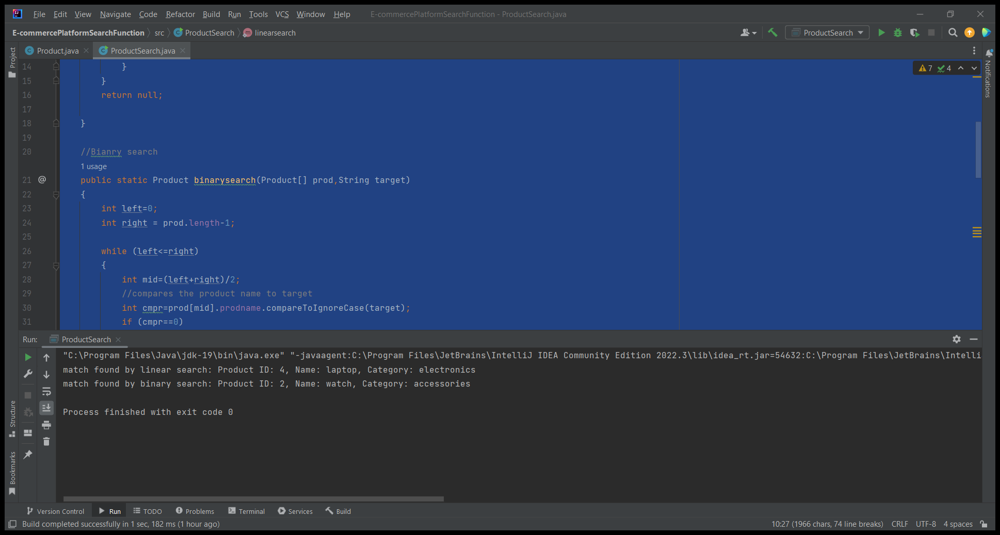 File Edit View Navigate Code Refactor Build Run Tools VCS Window Help E-commercePlatformSearchFunction - ProductSearch.java
E-commercePlatformSearchFunction src ProductSearch m linearsearch ProductSearch
Project
C Product.java C ProductSearch.java
Notifications
7 4
14 }
15 }
16 return null;
17
18 }
19
20 //Bianry search
1 usage
21 @ public static Product binarysearch(Product[] prod,String target)
22 {
23 int left=0;
24 int right = prod.length-1;
25
26 while (left<=right)
27 {
28 int mid=(left+right)/2;
29 //compares the product name to target
30 int cmpr=prod[mid].prodname.compareToIgnoreCase(target);
31 if (cmpr==0)
Run: ProductSearch
"C:\Program Files\Java\jdk-19\bin\java.exe" "-javaagent:C:\Program Files\JetBrains\IntelliJ IDEA Community Edition 2022.3\lib\idea_rt.jar=54632:C:\Program Files\JetBrains\Intelli
match found by linear search: Product ID: 4, Name: laptop, Category: electronics
match found by binary search: Product ID: 2, Name: watch, Category: accessories
Process finished with exit code 0
Structure
Bookmarks
Version Control Run TODO Problems Terminal Services Build
Build completed successfully in 1 sec, 182 ms (1 hour ago) 10:27 (1966 chars, 74 line breaks) CRLF UTF-8 4 spaces